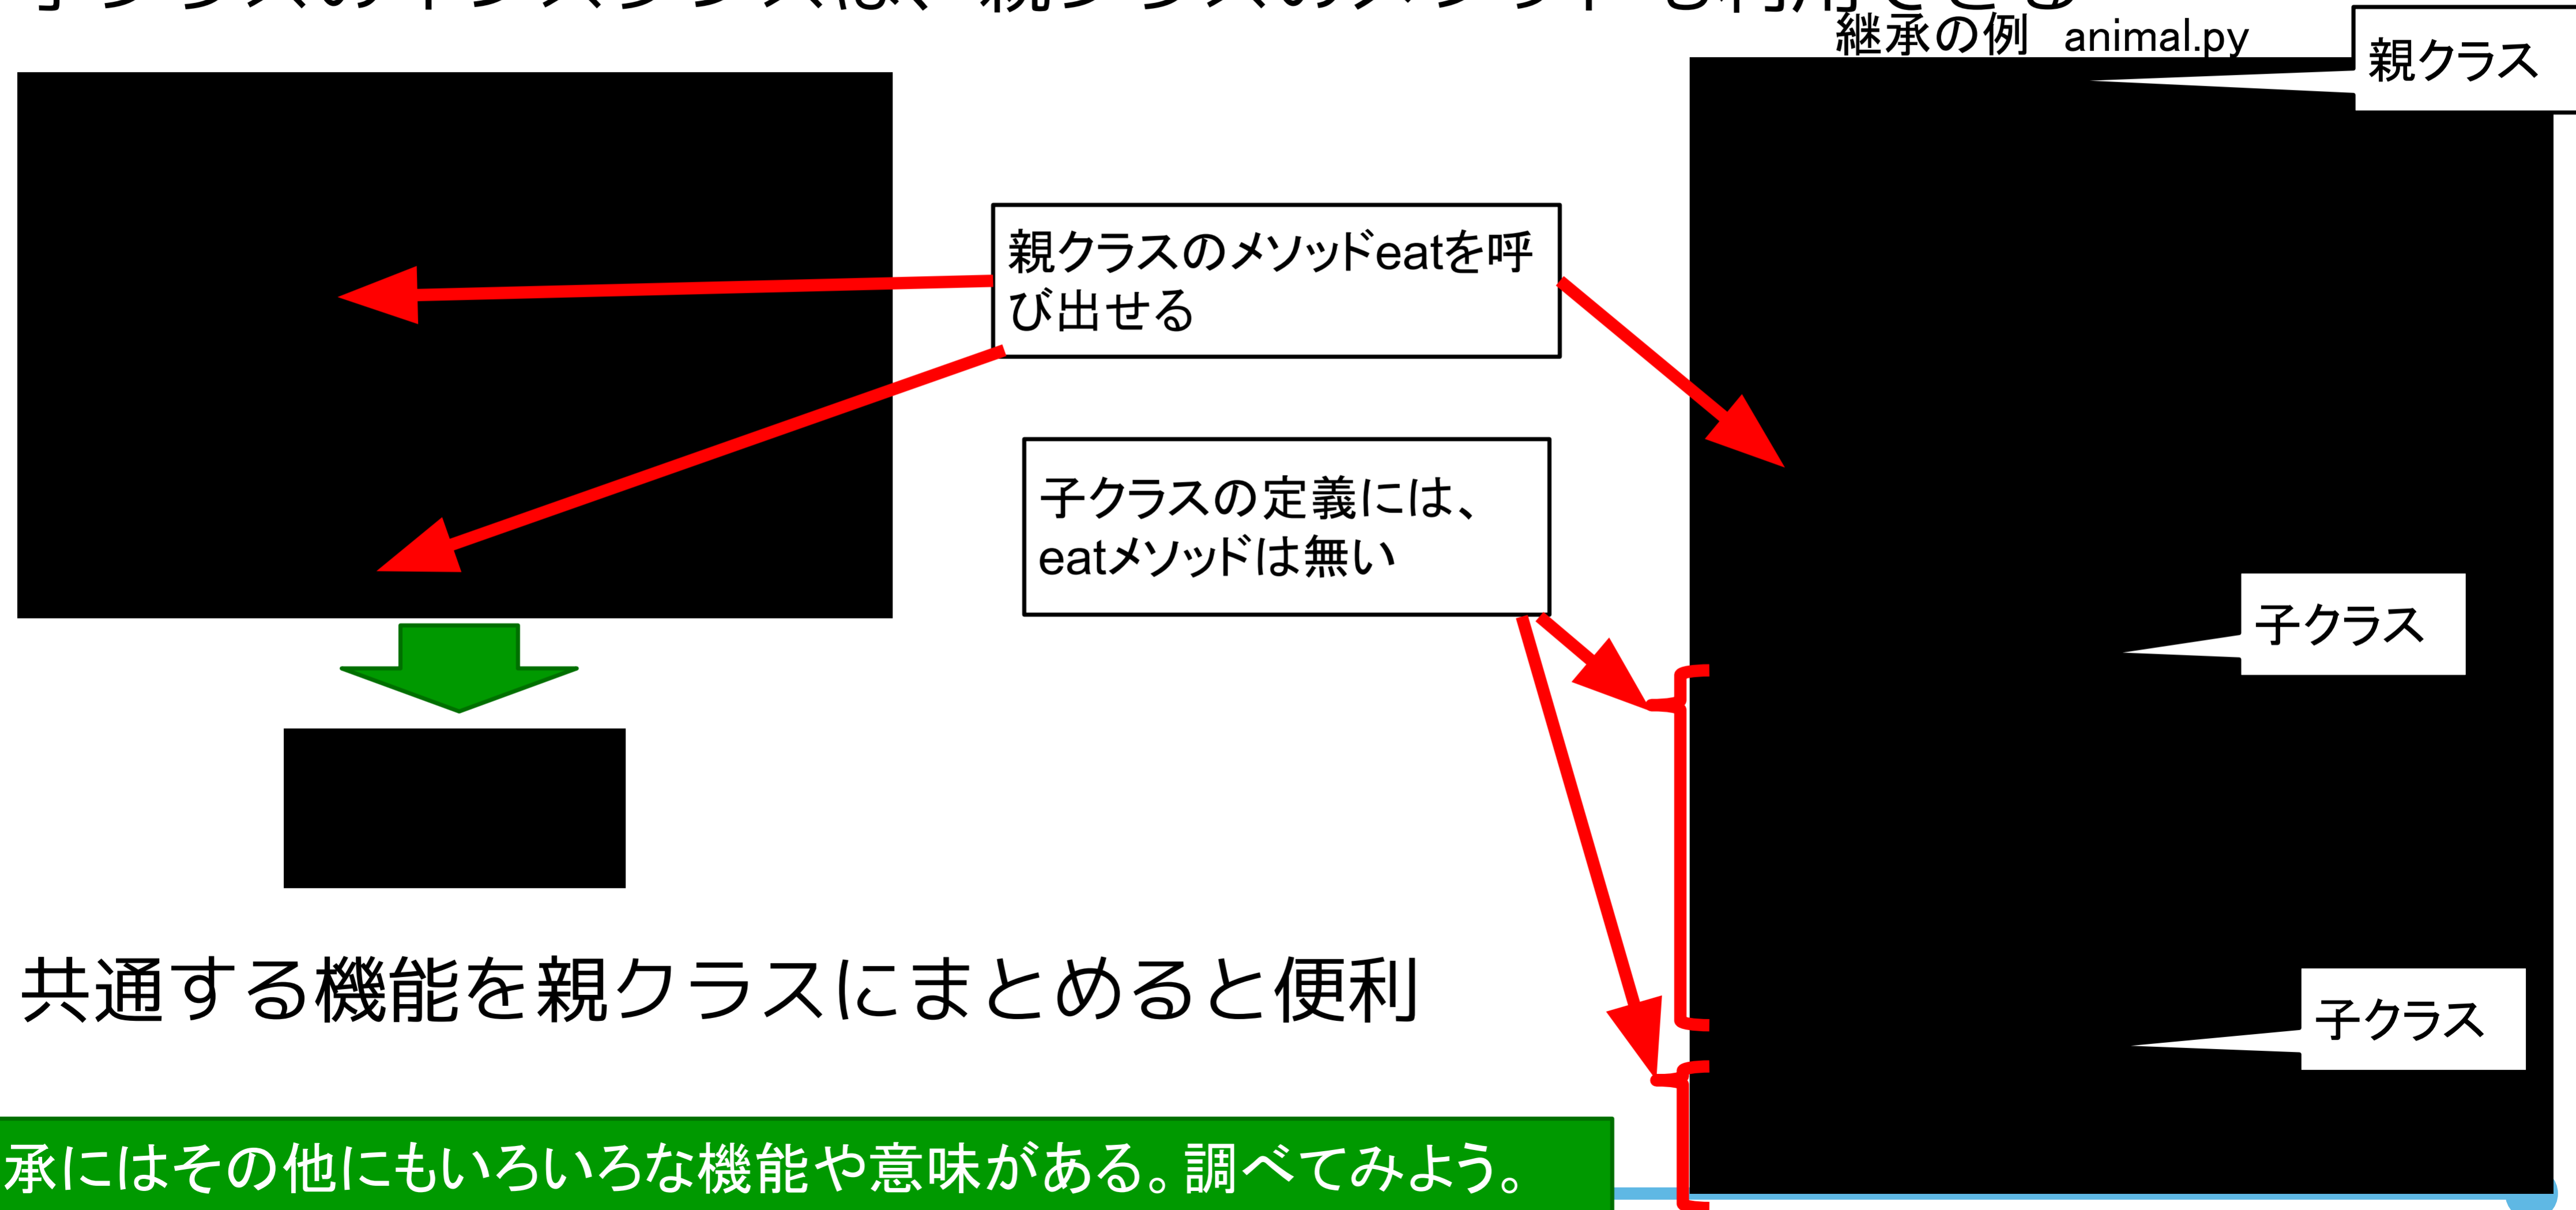 継承の例 animal.py
親クラス
親クラスのメソッドeatを呼
び出せる
子クラスの定義には、
eatメソッドは無い
子クラス
共通する機能を親クラスにまとめると便利
子クラス
承にはその他にもいろいろな機能や意味がある。調べてみよう。